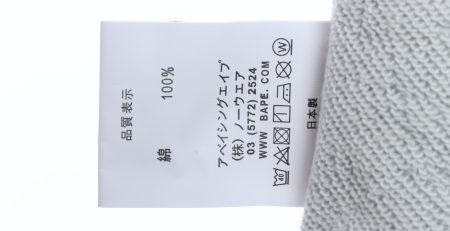 品質表示
綿 100%
アベイシングエイプ
(株) ノーウエア
03 (5772) 2524
WWW BAPE. COM
40
W
日本製